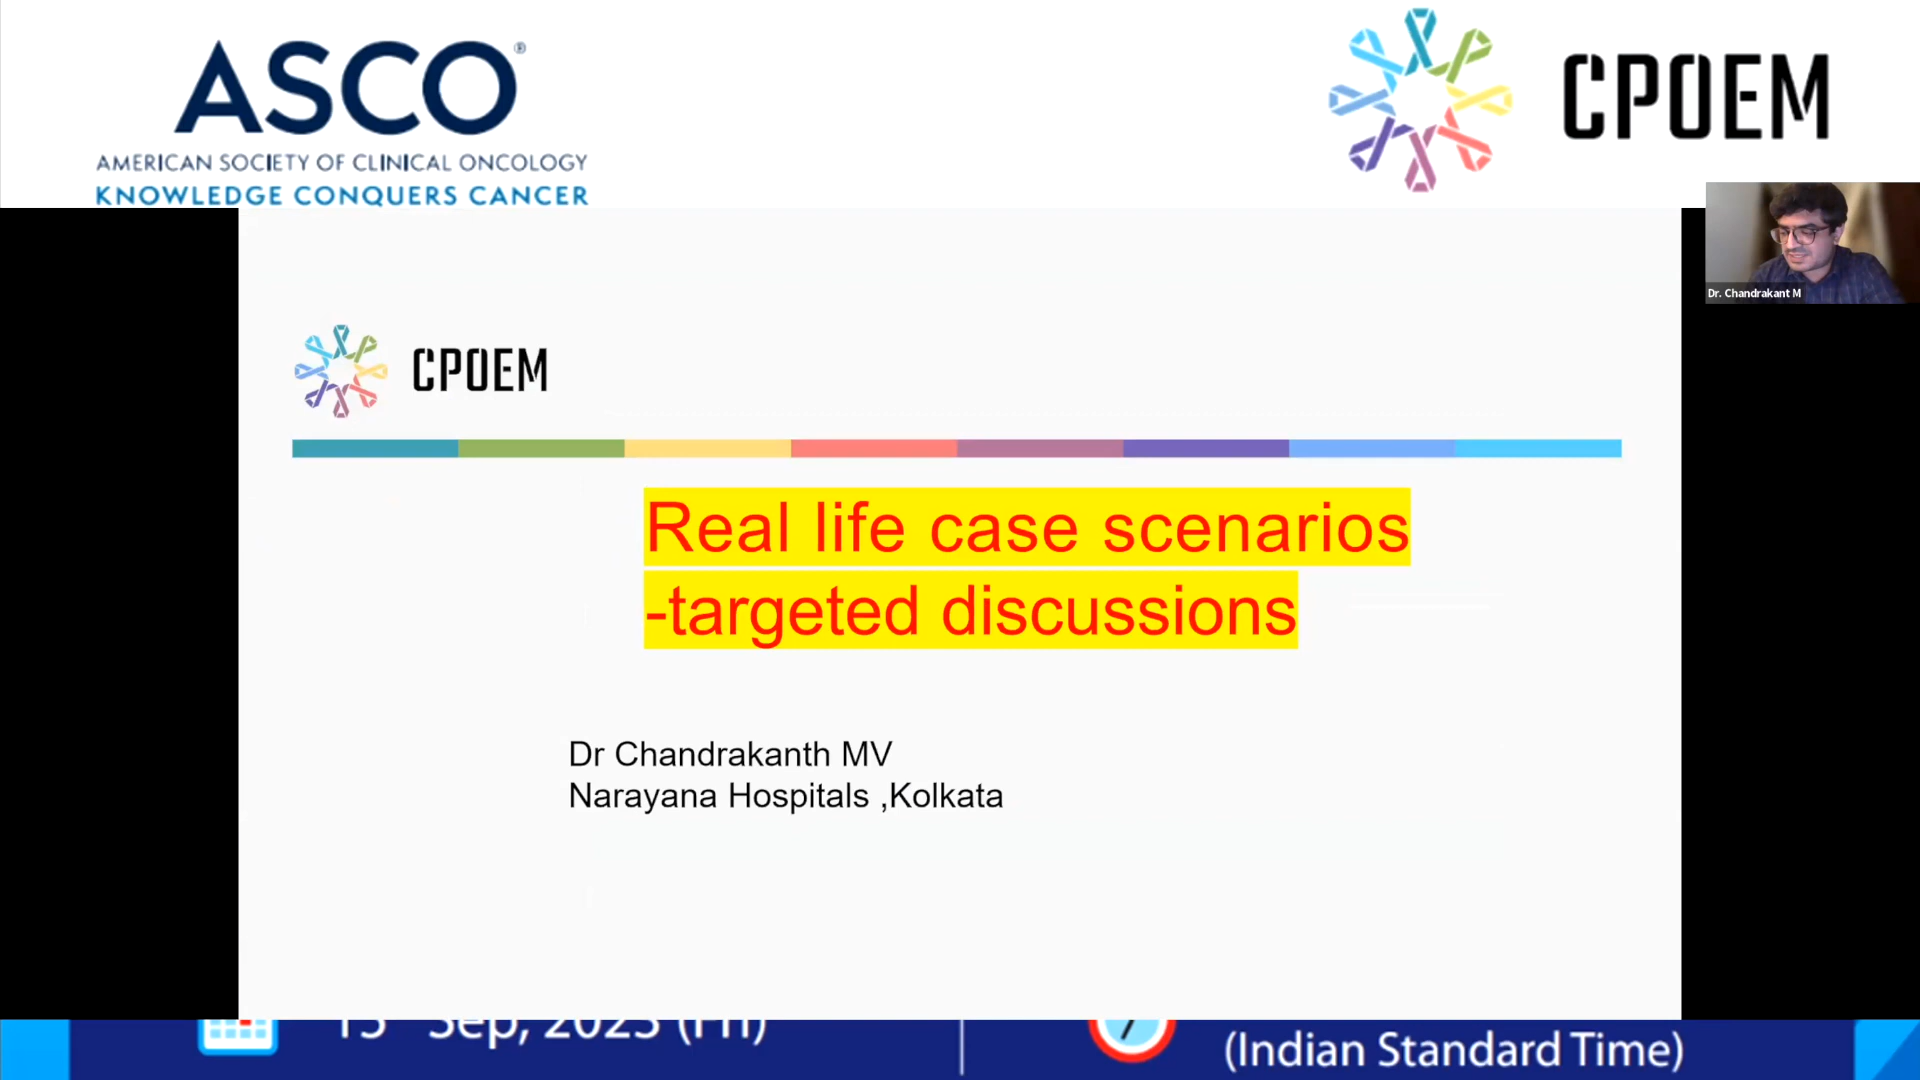 ASCO®
AMERICAN SOCIETY OF CLINICAL ONCOLOGY
KNOWLEDGE CONQUERS CANCER
CPOEM
Dr. Chandrakant M
CPOEM
Real life case scenarios
-targeted discussions
Dr Chandrakanth MV
Narayana Hospitals ,Kolkata
15 Sep, 2023 (Fri)
(Indian Standard Time)